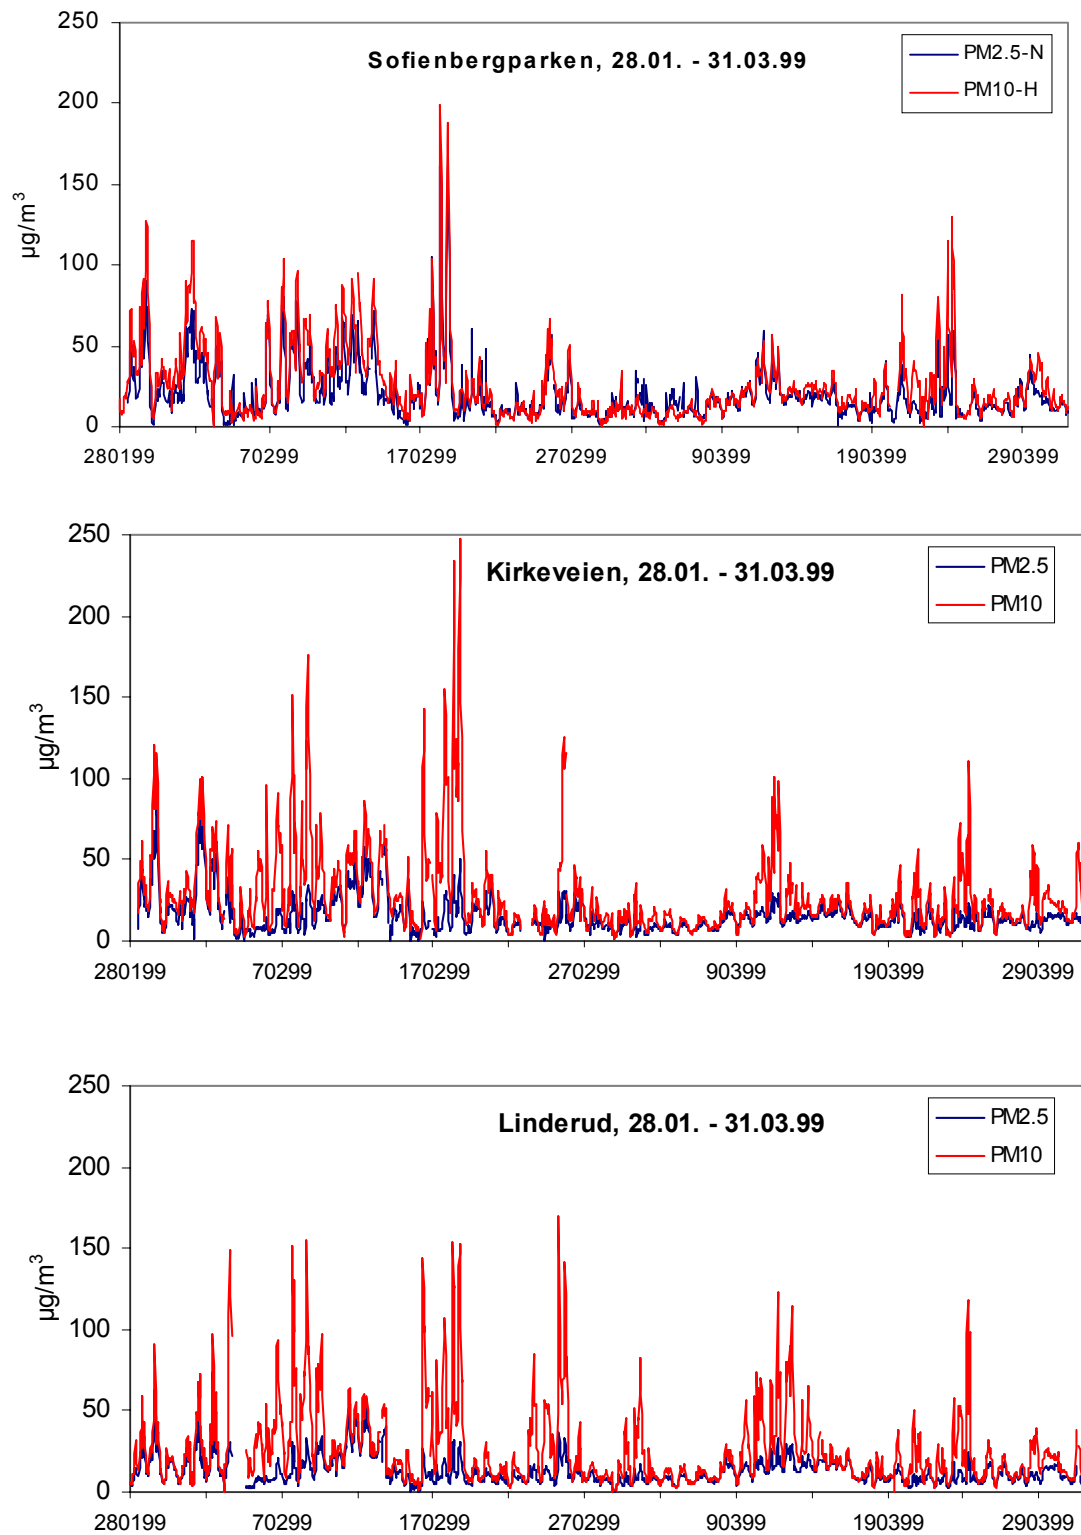 Sofienbergparken, 28.01. - 31.03.99
PM2.5-N
PM10-H
µg/m³
250
200
150
100
50
0
280199 70299 170299 270299 90399 190399 290399
Kirkeveien, 28.01. - 31.03.99
PM2.5
PM10
µg/m³
250
200
150
100
50
0
280199 70299 170299 270299 90399 190399 290399
Linderud, 28.01. - 31.03.99
PM2.5
PM10
µg/m³
250
200
150
100
50
0
280199 70299 170299 270299 90399 190399 290399